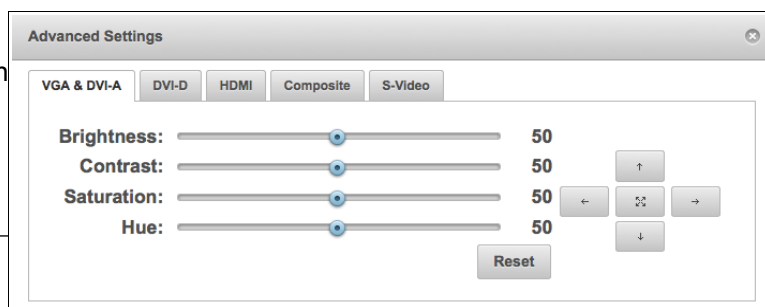 Advanced Settings
n
VGA & DVI-A DVI-D HDMI Composite S-Video
Brightness: 50
Contrast: 50
Saturation: 50
Hue: 50
Reset